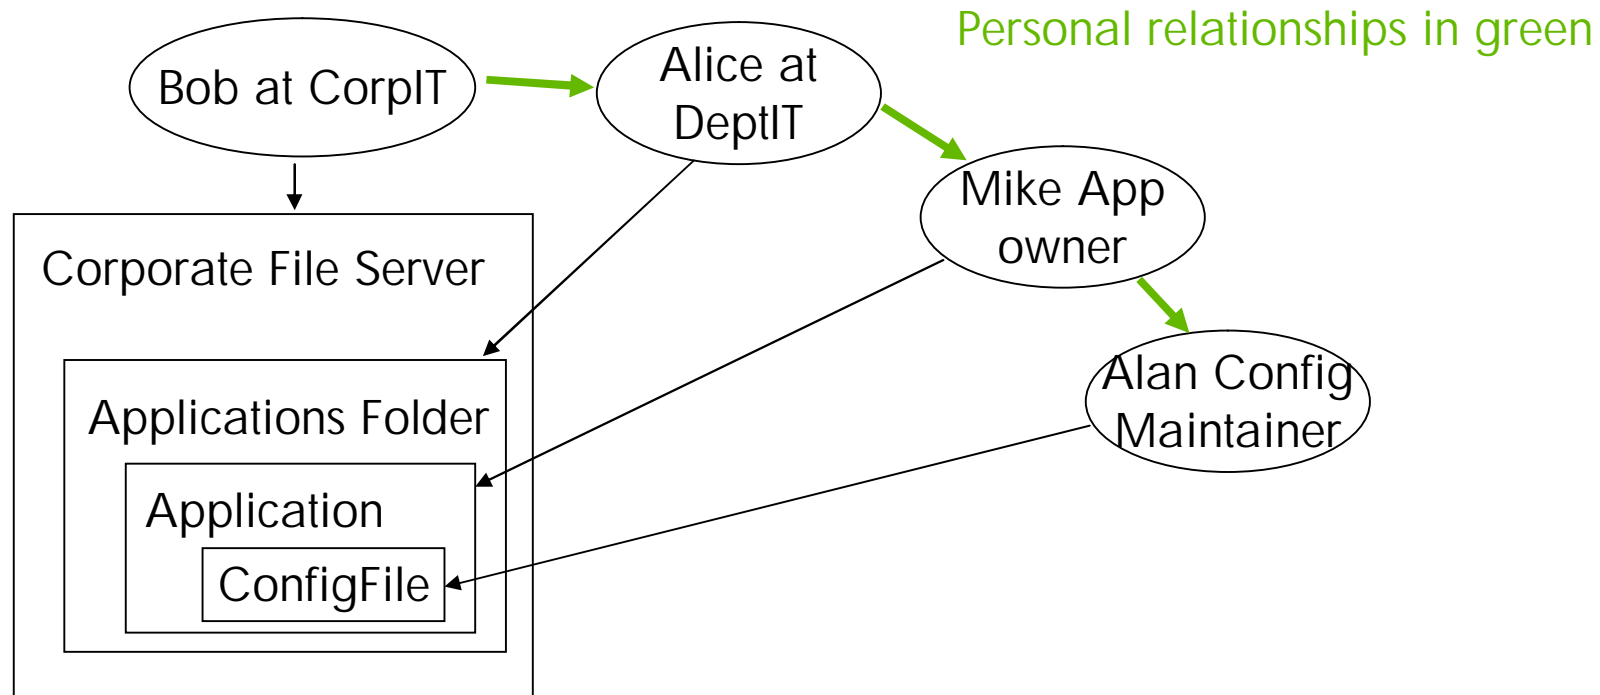 Personal relationships in green
Bob at CorpIT
Alice at
DeptIT
Mike App
owner
Alan Config
Maintainer
Corporate File Server
Applications Folder
Application
ConfigFile